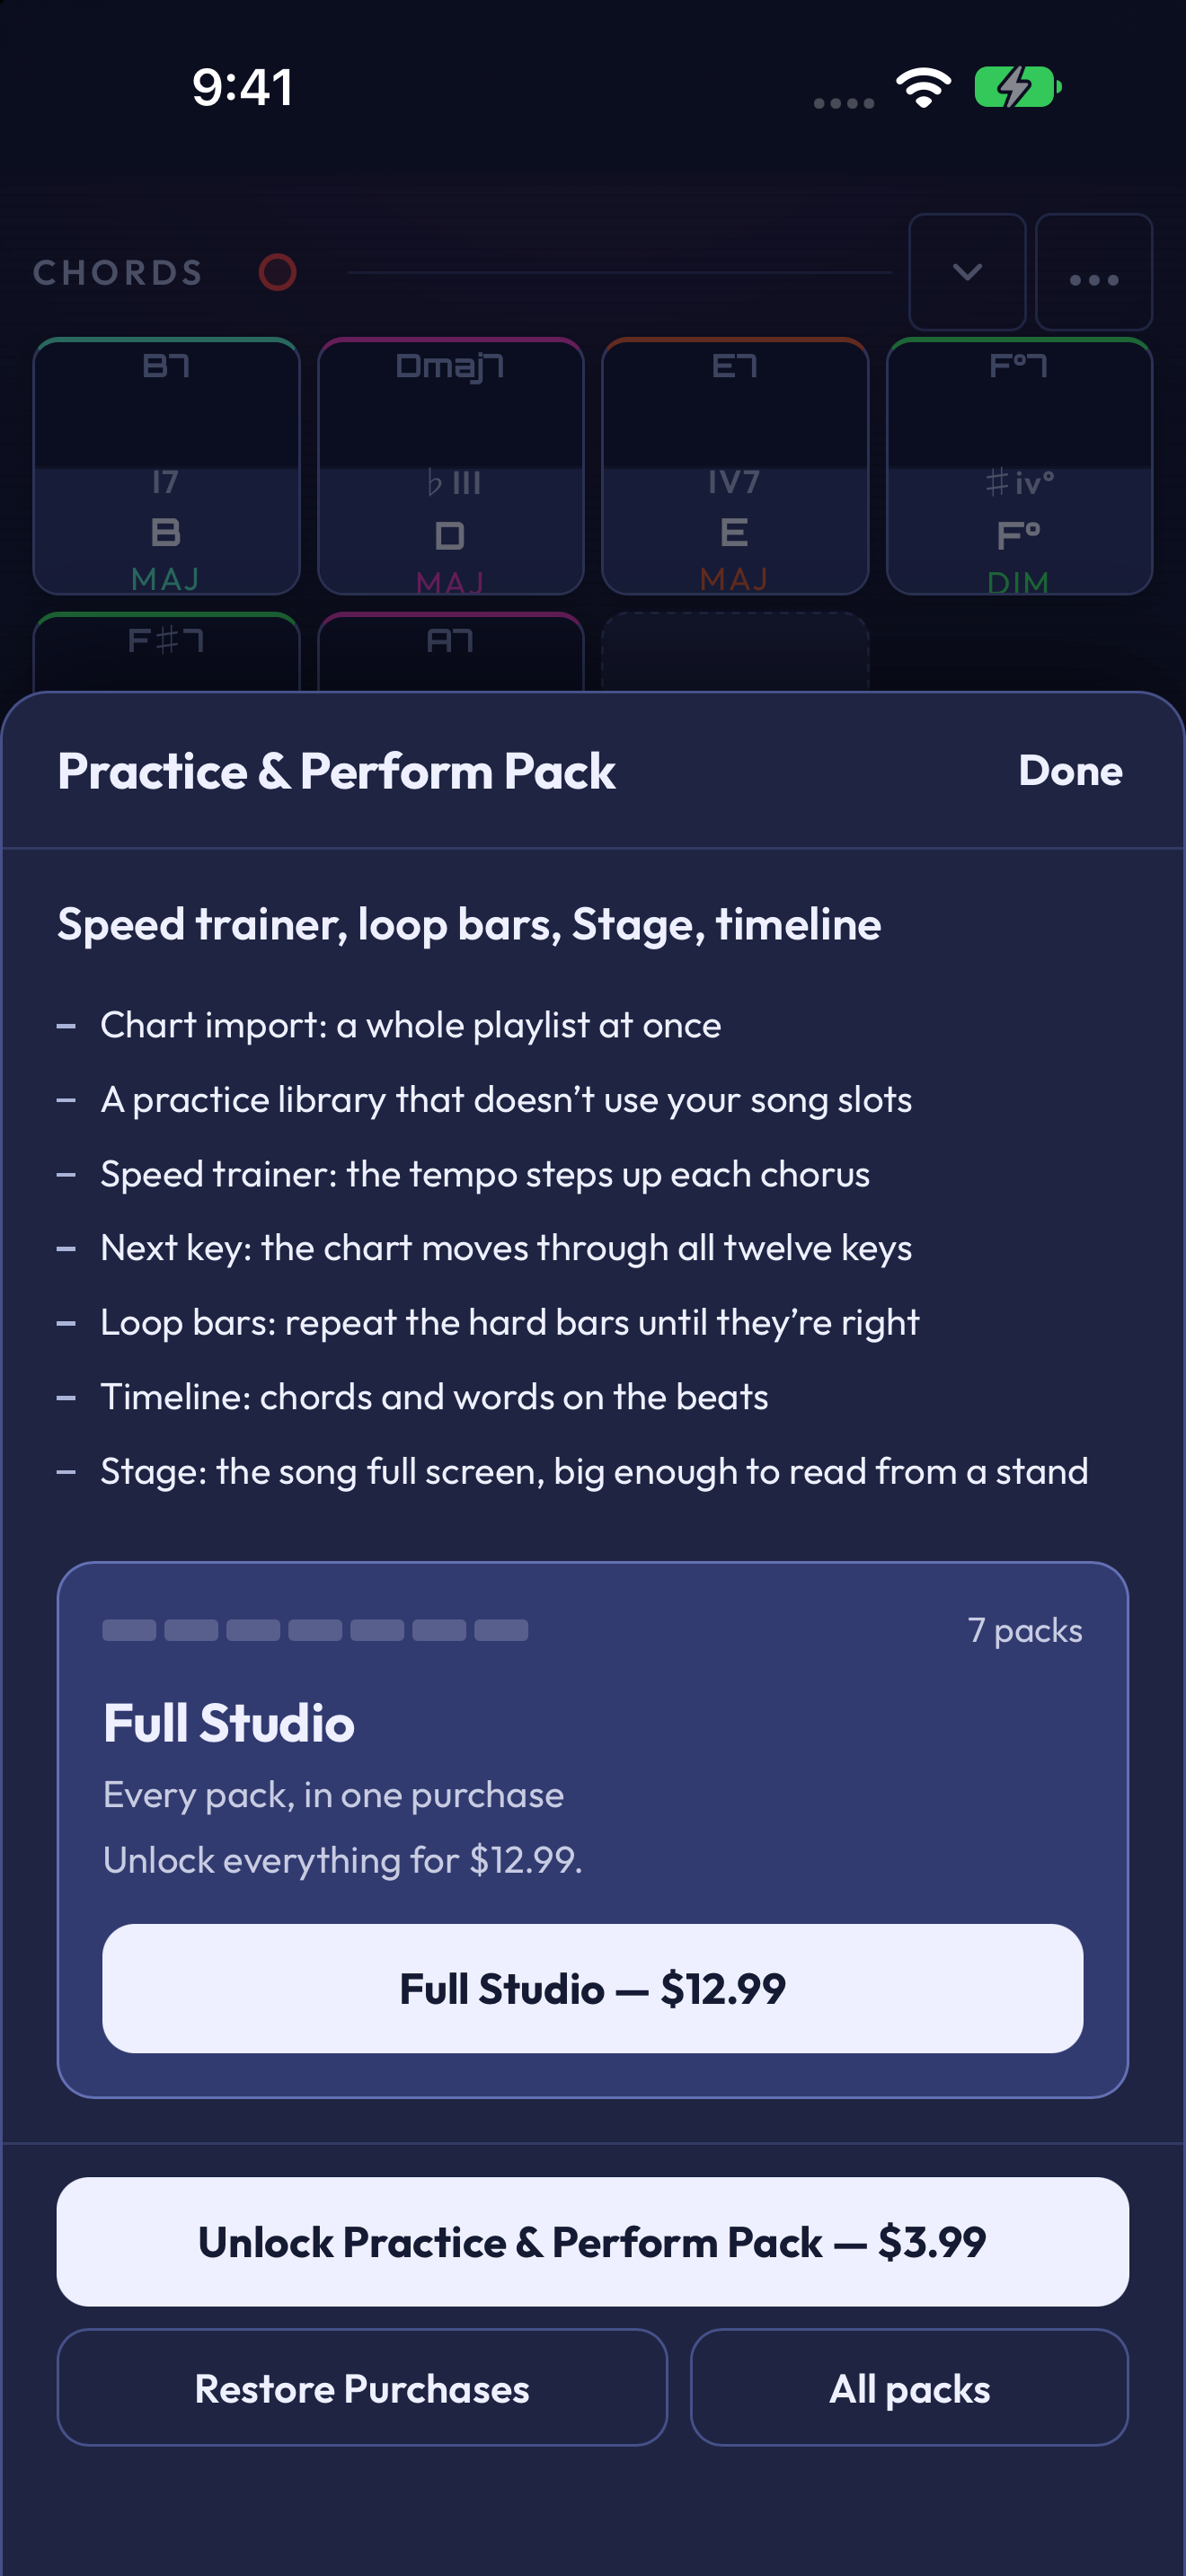 9:41
CHORDS
B7 Dmaj7 E7 F°7
I7 ♭III IV7 ♯iv°
B D E F°
MAJ MAJ MAJ DIM
F♯7 A7
Practice & Perform Pack Done
Speed trainer, loop bars, Stage, timeline
– Chart import: a whole playlist at once
– A practice library that doesn’t use your song slots
– Speed trainer: the tempo steps up each chorus
– Next key: the chart moves through all twelve keys
– Loop bars: repeat the hard bars until they’re right
– Timeline: chords and words on the beats
– Stage: the song full screen, big enough to read from a stand
7 packs
Full Studio
Every pack, in one purchase
Unlock everything for $12.99.
Full Studio — $12.99
Unlock Practice & Perform Pack — $3.99
Restore Purchases All packs